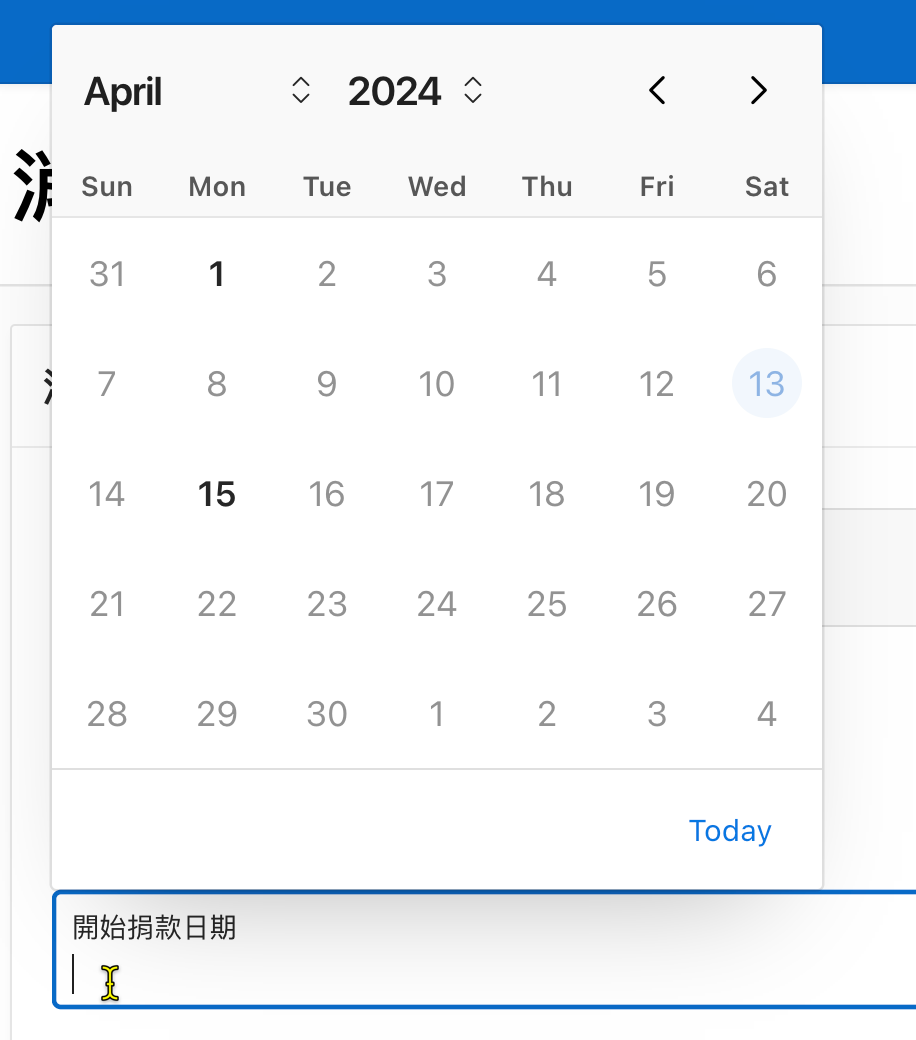 April 2024
Sun Mon Tue Wed Thu Fri Sat
31 1 2 3 4 5 6
7 8 9 10 11 12 13
14 15 16 17 18 19 20
21 22 23 24 25 26 27
28 29 30 1 2 3 4
Today
開始捐款日期